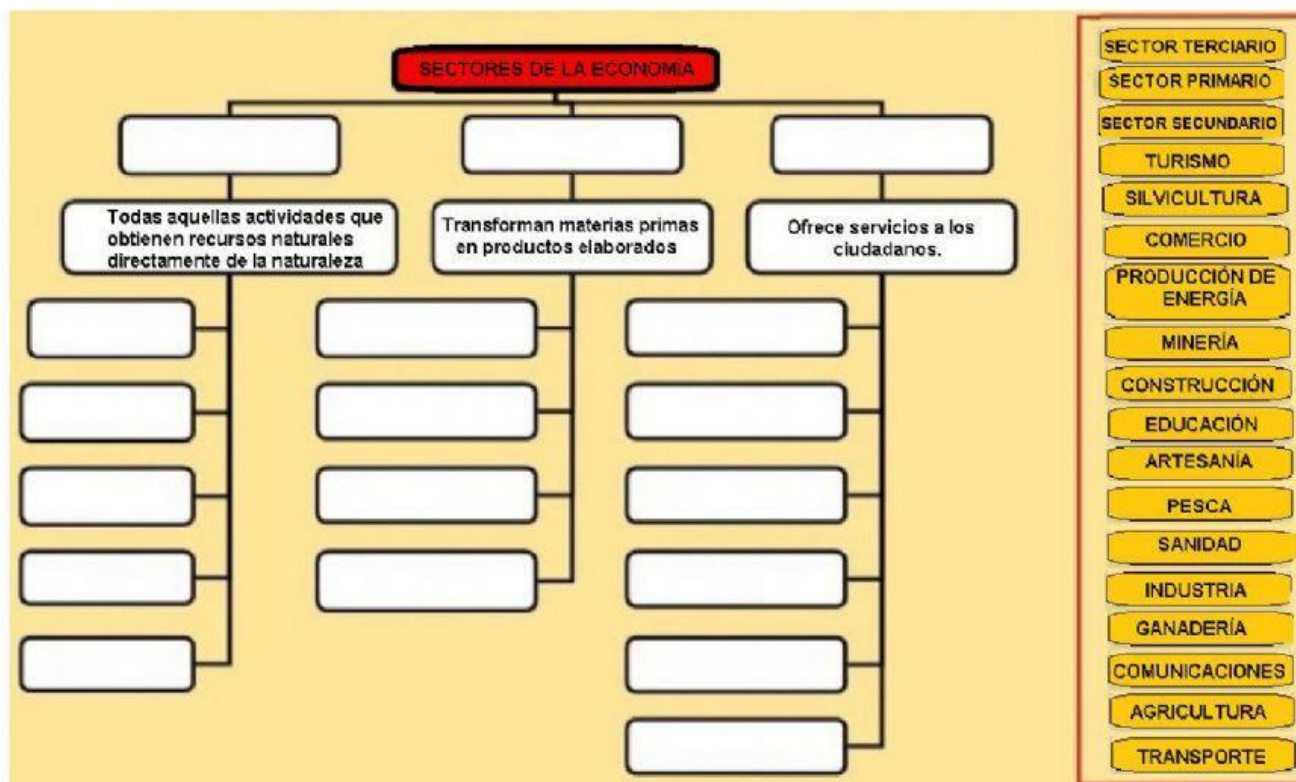 SECTORES DE LA ECONOMÍA
Todas aquellas actividades que
obtienen recursos naturales
directamente de la naturaleza
Transforman materias primas
en productos elaborados
Ofrece servicios a los
ciudadanos.
SECTOR TERCIARIO
SECTOR PRIMARIO
SECTOR SECUNDARIO
TURISMO
SILVICULTURA
COMERCIO
PRODUCCIÓN DE
ENERGÍA
MINERÍA
CONSTRUCCIÓN
EDUCACIÓN
ARTESANÍA
PESCA
SANIDAD
INDUSTRIA
GANADERÍA
COMUNICACIONES
AGRICULTURA
TRANSPORTE